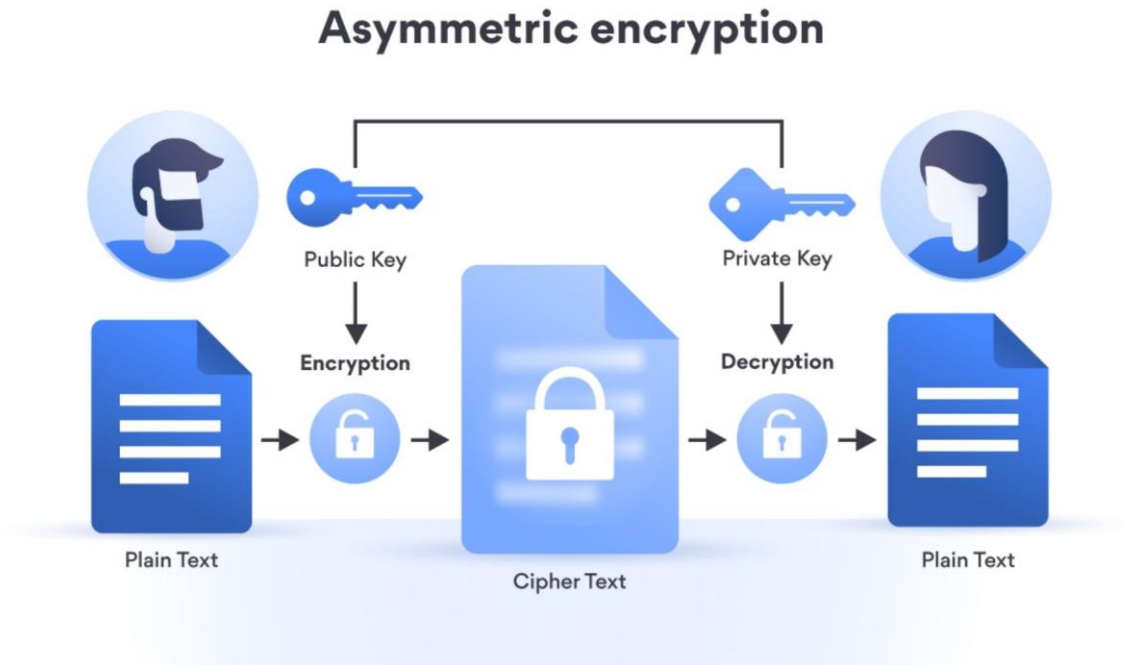 Asymmetric encryption
Public Key
Private Key
Encryption
Decryption
Plain Text
Cipher Text
Plain Text